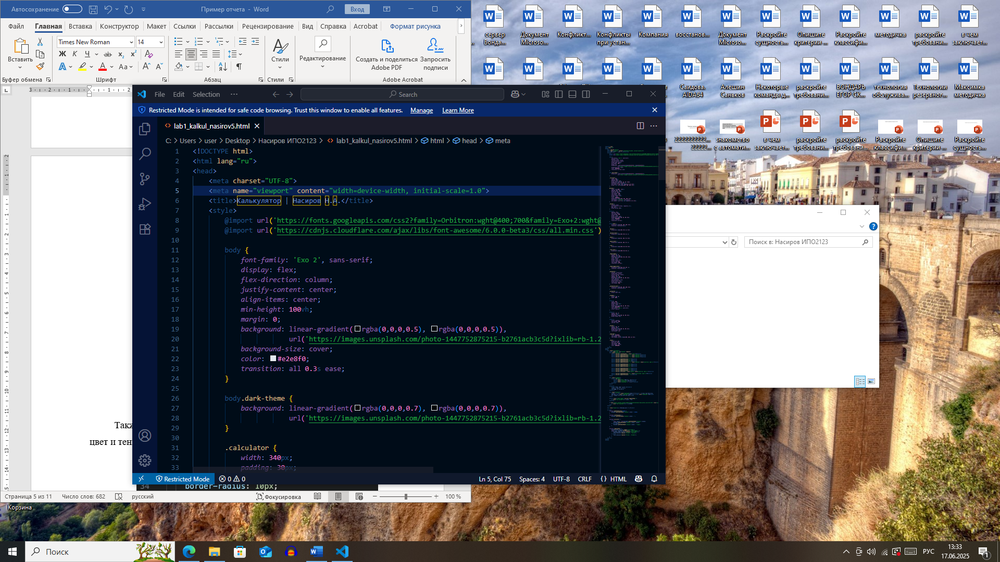 Автосохранение
Пример отчета - Word
Вход
Файл Главная Вставка Конструктор Макет Ссылки Рассылки Рецензирование Вид Справка Acrobat Формат рисунка
Вставить
Times New Roman 14
Ж К Ч ab x₂ x²
Стили
Редактирование
Создать и поделиться Adobe PDF
Запросить подписи
Буфер обмена Шрифт Абзац Стили Adobe Acrobat
File Edit Selection ···
Search
Restricted Mode is intended for safe code browsing. Trust this window to enable all features. Manage Learn More
lab1_kalkul_nasirov5.html
C: > Users > user > Desktop > Насиров ИПО2123 > lab1_kalkul_nasirov5.html > html > head > meta
1 <!DOCTYPE html>
2 <html lang="ru">
3 <head>
4 <meta charset="UTF-8">
5 <meta name="viewport" content="width=device-width, initial-scale=1.0">
6 <title>Калькулятор | Насиров Н.А.</title>
7 <style>
8 @import url('https://fonts.googleapis.com/css2?family=Orbitron:wght@400;700&family=Exo+2:wght@
9 @import url('https://cdnjs.cloudflare.com/ajax/libs/font-awesome/6.0.0-beta3/css/all.min.css')
10
11 body {
12 font-family: 'Exo 2', sans-serif;
13 display: flex;
14 flex-direction: column;
15 justify-content: center;
16 align-items: center;
17 min-height: 100vh;
18 margin: 0;
19 background: linear-gradient(rgba(0,0,0,0.5), rgba(0,0,0,0.5)),
20 url('https://images.unsplash.com/photo-1447752875215-b2761acb3c5d?ixlib=rb-1.2
21 background-size: cover;
22 color: #e2e8f0;
23 transition: all 0.3s ease;
24 }
25
26 body.dark-theme {
27 background: linear-gradient(rgba(0,0,0,0.7), rgba(0,0,0,0.7)),
28 url('https://images.unsplash.com/photo-1447752875215-b2761acb3c5d?ixlib=rb-1.2
29 }
30
31 .calculator {
32 width: 340px;
33 padding: 30px;
Restricted Mode 0 0 Ln 5, Col 75 Spaces: 4 UTF-8 CRLF HTML
34 border-radius: 10px;
Такж
цвет и тен
Страница 5 из 11 Число слов: 682 русский Фокусировка 100 %
Корзина
сервер Бонда...
Документ Microso...
Конфликт...
Конфликты при устан...
Компания
восстанов...
Документ Microso...
Раскройте сущность...
Опишите критерии ...
Раскройте классифи...
методичка
раскройте требовани...
в чем заключает...
Саидова. AIDA64
Алешин Саньков
Некоторые команды д...
раскройте требовани...
БОНДАРЬ ЕГОР СК...
технология обслужива...
Технологии резервног...
Максимка методичка
2222222222... 22222...
знакомство с автомати...
в чем заключает...
раскройте требовани...
раскройте требовани...
Раскройте классифи...
Опишите критерии ...
Раскройте сущность...
Поиск в: Насиров ИПО2123
Поиск
РУС
13:33
17.06.2025
1